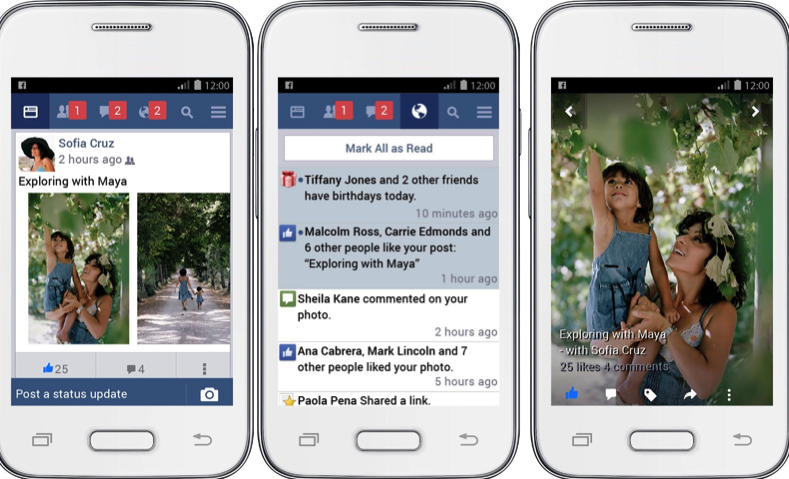 12:00
1
2
2
Sofia Cruz
2 hours ago
Exploring with Maya
25
4
Post a status update
12:00
1
2
Mark All as Read
Tiffany Jones and 2 other friends
have birthdays today.
10 minutes ago
Malcolm Ross, Carrie Edmonds and
6 other people like your post:
“Exploring with Maya”
1 hour ago
Sheila Kane commented on your
photo.
2 hours ago
Ana Cabrera, Mark Lincoln and 7
other people liked your photo.
5 hours ago
Paola Pena Shared a link.
12:00
Exploring with Maya
- with Sofia Cruz
25 likes 4 comments